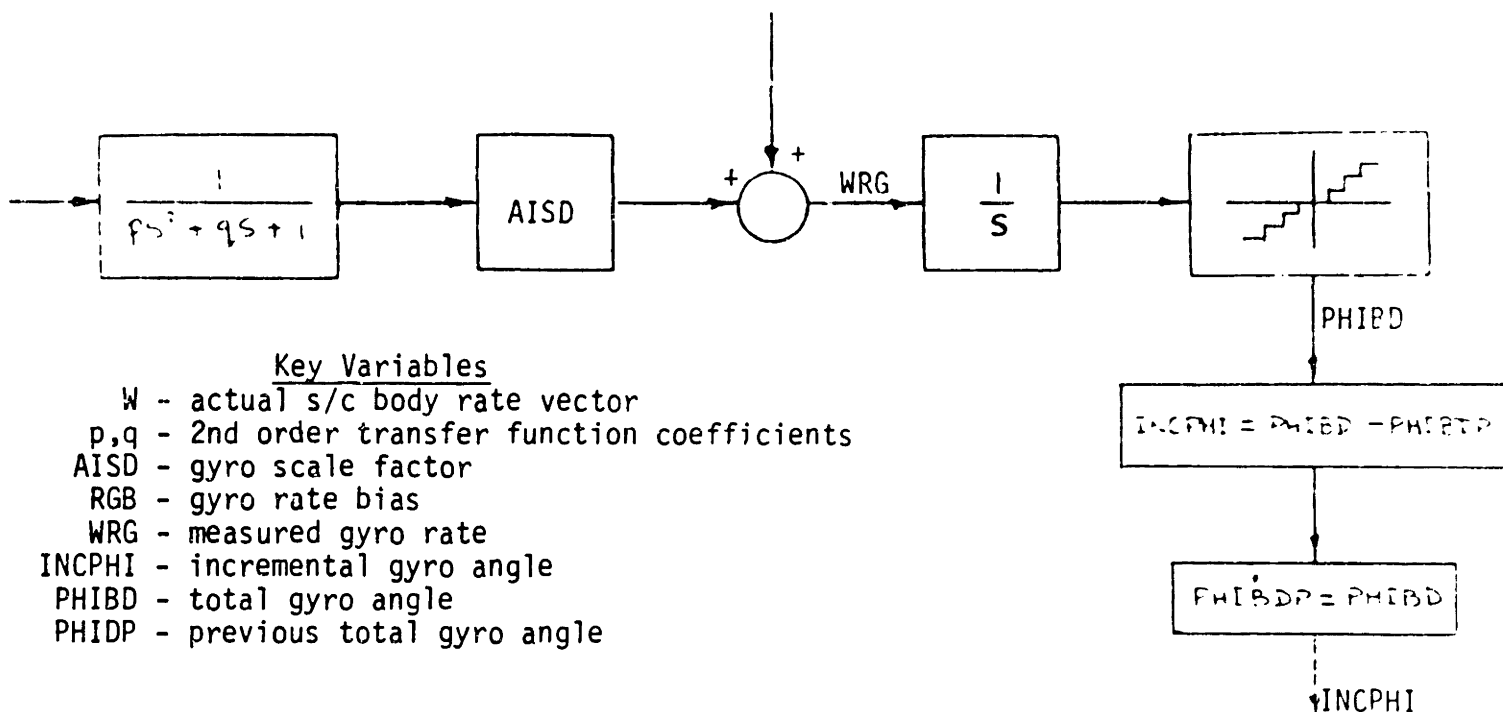 1
ps² + qs + 1
AISD
+
+
WRG
1
S
PHIBD
INCPHI = PHIBD - PHIBTP
PHIBDP = PHIBD
INCPHI
Key Variables
W - actual s/c body rate vector
p,q - 2nd order transfer function coefficients
AISD - gyro scale factor
RGB - gyro rate bias
WRG - measured gyro rate
INCPHI - incremental gyro angle
PHIBD - total gyro angle
PHIDP - previous total gyro angle